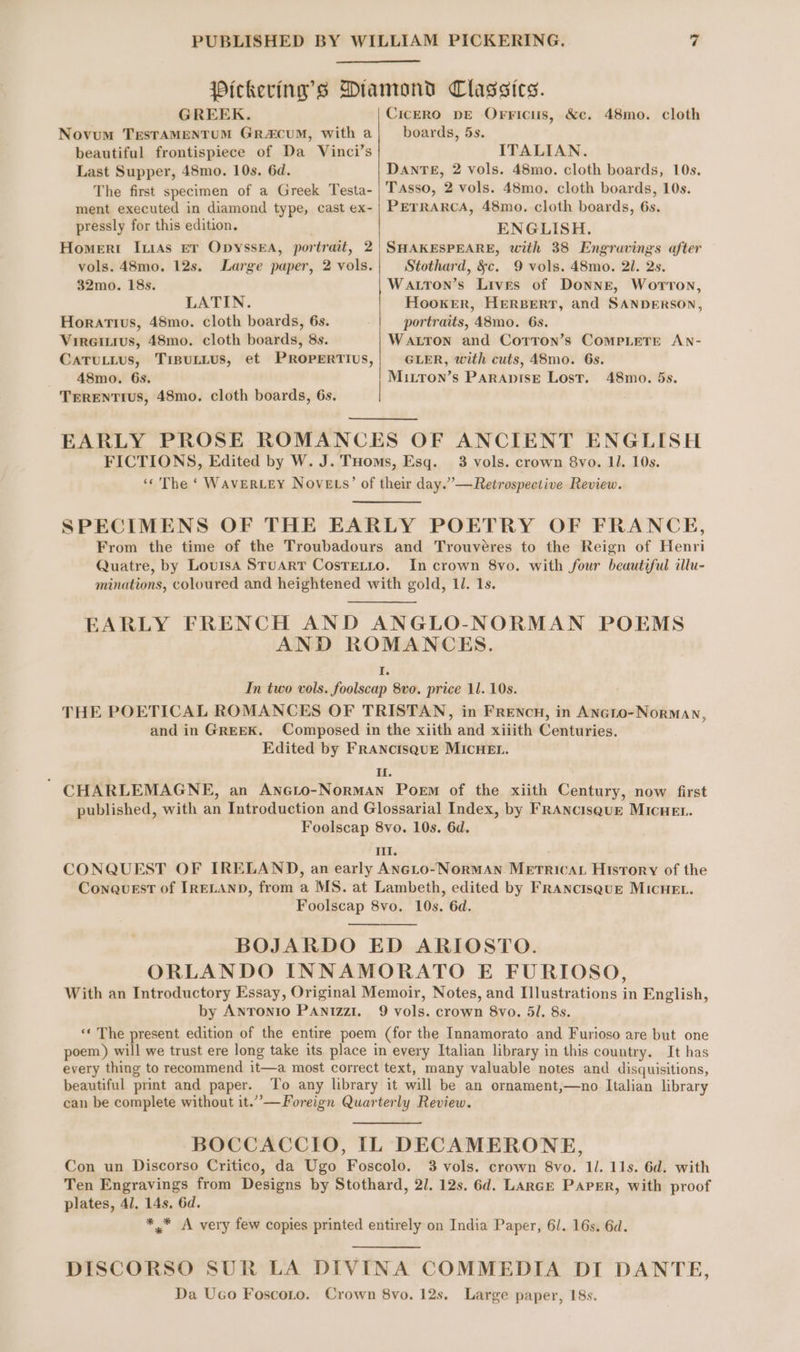 PUBLISHED BY WILLIAM PICKERING. 7
Pickering's Diamond Classics.
GREEK.
NOVUM TESTAMENTUM GRÆCUM, with a
beautiful frontispiece of Da Vinci's
Last Supper, 48mo. 10s. 6d.
The first specimen of a Greek Testa-
ment executed in diamond type, cast ex-
pressly for this edition.
HOMERI ILIAS ET ODYSSEA, portrait, 2
vols. 48mo. 12s. Large paper, 2 vols.
32mo. 18s.
LATIN.
HORATIUS, 48mo. cloth boards, 6s.
VIRGILIUS, 48mo. cloth boards, 8s.
CATULLUS, TIBULLUS, et PROPERTIUS,
48mo. 6s.
TERENTIUS, 48mo. cloth boards, 6s.
CICERO DE OFFICIIS, &c. 48mo. cloth
boards, 5s.
ITALIAN.
DANTE, 2 vols. 48mo. cloth boards, 10s.
TASSO, 2 vols. 48mo. cloth boards, 10s.
PETRARCA, 48mo. cloth boards, 6s.
ENGLISH.
SHAKESPEARE, with 38 Engravings after
Stothard, &c. 9 vols. 48mo. 2l. 2s.
WALTON'S LIVES of DONNE, WOTTON,
HOOKER, HERBERT, and SANDERSON,
portraits, 48mo. 6s.
WALTON and COTTON'S COMPLETE AN-
GLER, with cuts, 48mo. 6s.
MILTON'S PARADISE LOST. 48mo. 5s.
EARLY PROSE ROMANCES OF ANCIENT ENGLISH
FICTIONS, Edited by W. J. THOMS, Esq. 3 vols. crown 8vo. 1l. 10s.
“The ‘WAVERLEY NOVELS’ of their day.”—Retrospective Review.
SPECIMENS OF THE EARLY POETRY OF FRANCE,
From the time of the Troubadours and Trouvères to the Reign of Henri
Quatre, by LOUISA STUART COSTELLO. In crown 8vo. with four beautiful illu-
minations, coloured and heightened with gold, 1l. 1s.
EARLY FRENCH AND ANGLO-NORMAN POEMS
AND ROMANCES.
I.
In two vols. foolscap 8vo. price 1l. 10s.
THE POETICAL ROMANCES OF TRISTAN, in FRENCH, in ANGLO-NORMAN,
and in GREEK. Composed in the xiith and xiiith Centuries.
Edited by FRANCISQUE MICHEL.
II.
CHARLEMAGNE, an ANGLO-NORMAN POEM of the xiith Century, now first
published, with an Introduction and Glossarial Index, by FRANCISQUE MICHEL.
Foolscap 8vo. 10s. 6d.
III.
CONQUEST OF IRELAND, an early ANGLO-NORMAN METRICAL HISTORY of the
CONQUEST of IRELAND, from a MS. at Lambeth, edited by FRANCISQUE MICHEL.
Foolscap 8vo. 10s. 6d.
BOJARDO ED ARIOSTO.
ORLANDO INNAMORATO E FURIOSO,
With an Introductory Essay, Original Memoir, Notes, and Illustrations in English,
by ANTONIO PANIZZI. 9 vols. crown 8vo. 5l. 8s.
“The present edition of the entire poem (for the Innamorato and Furioso are but one
poem) will we trust ere long take its place in every Italian library in this country. It has
every thing to recommend it—a most correct text, many valuable notes and disquisitions,
beautiful print and paper. To any library it will be an ornament,—no Italian library
can be complete without it.”—Foreign Quarterly Review.
BOCCACCIO, IL DECAMERONE,
Con un Discorso Critico, da Ugo Foscolo. 3 vols. crown 8vo. 1l. 11s. 6d. with
Ten Engravings from Designs by Stothard, 2l. 12s. 6d. LARGE PAPER, with proof
plates, 4l. 14s. 6d.
*** A very few copies printed entirely on India Paper, 6l. 16s. 6d.
DISCORSO SUR LA DIVINA COMMEDIA DI DANTE,
Da UGO FOSCOLO. Crown 8vo. 12s. Large paper, 18s.